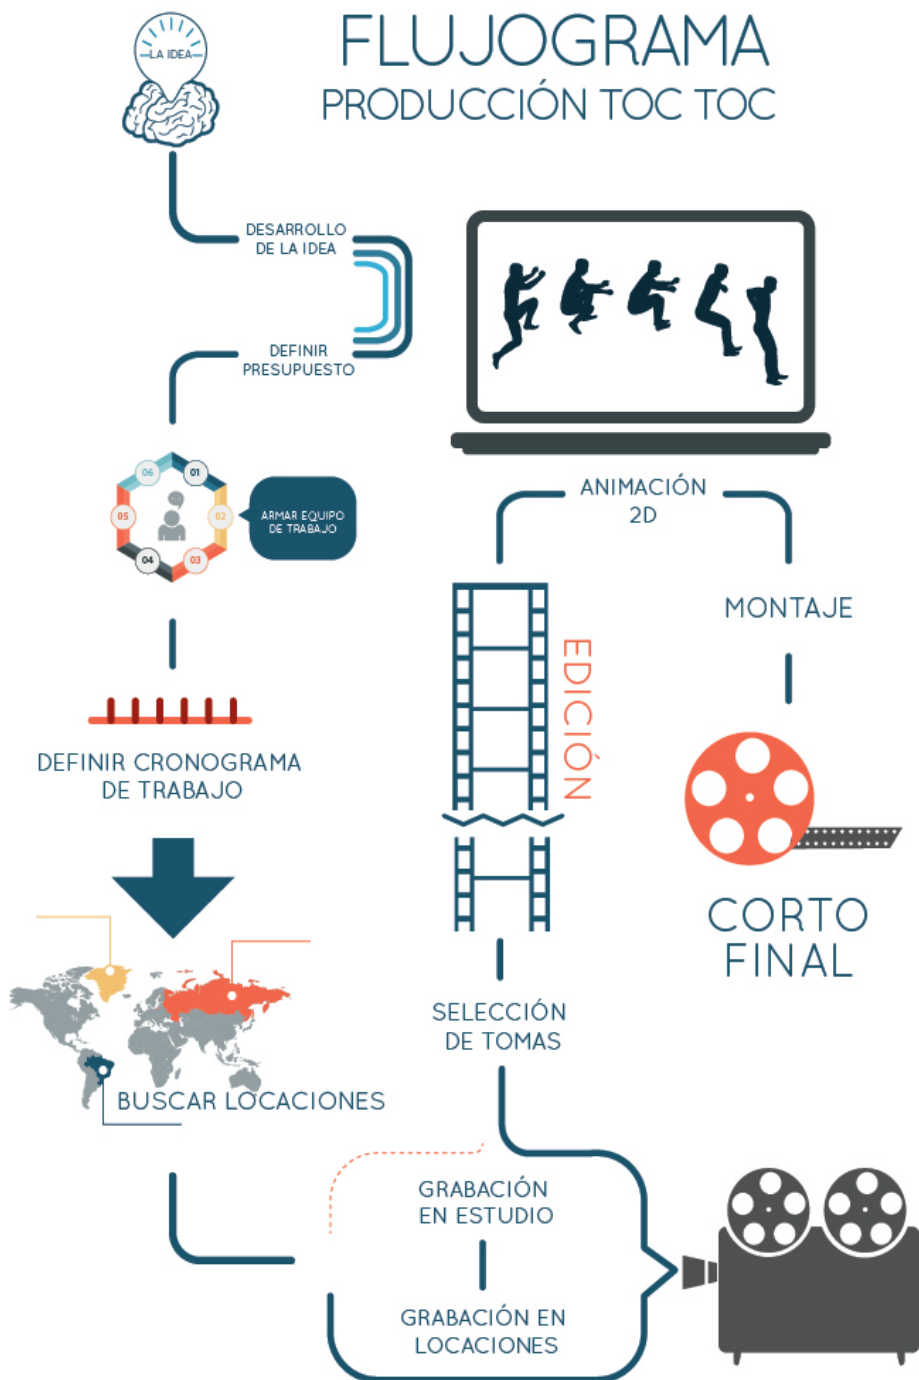 FLUJOGRAMA
PRODUCCIÓN TOC TOC
LA IDEA
DESARROLLO
DE LA IDEA
DEFINIR
PRESUPUESTO
06
01
05
02
04
03
ARMAR EQUIPO
DE TRABAJO
DEFINIR CRONOGRAMA
DE TRABAJO
BUSCAR LOCACIONES
GRABACIÓN
EN ESTUDIO
GRABACIÓN EN
LOCACIONES
SELECCIÓN
DE TOMAS
EDICIÓN
ANIMACIÓN
2D
MONTAJE
CORTO
FINAL